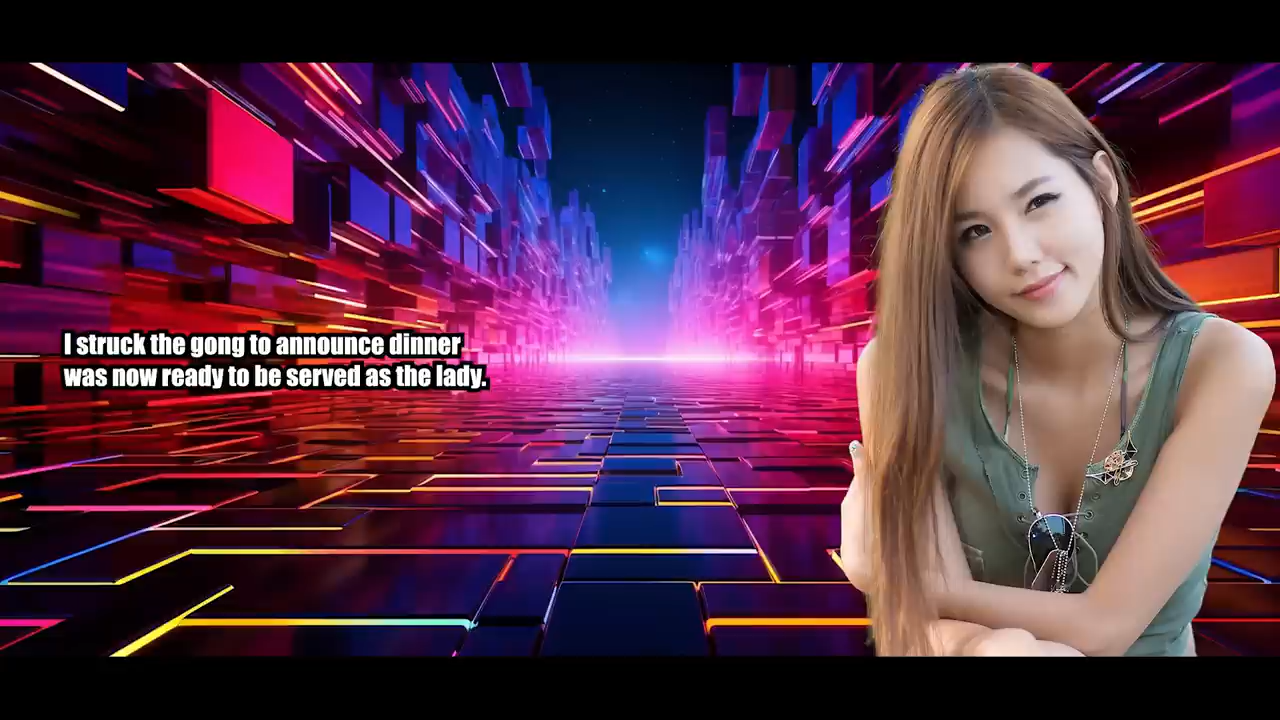 I struck the gong to announce dinner
was now ready to be served as the lady.